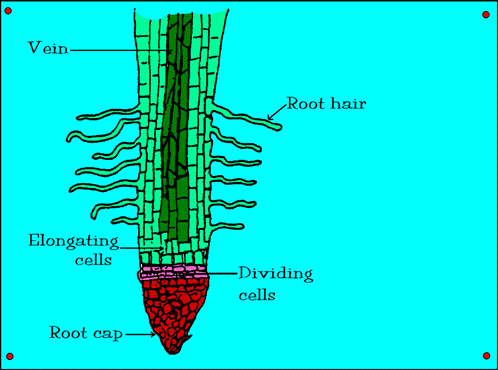 Vein
Root hair
Elongating
cells
Dividing
cells
Root cap